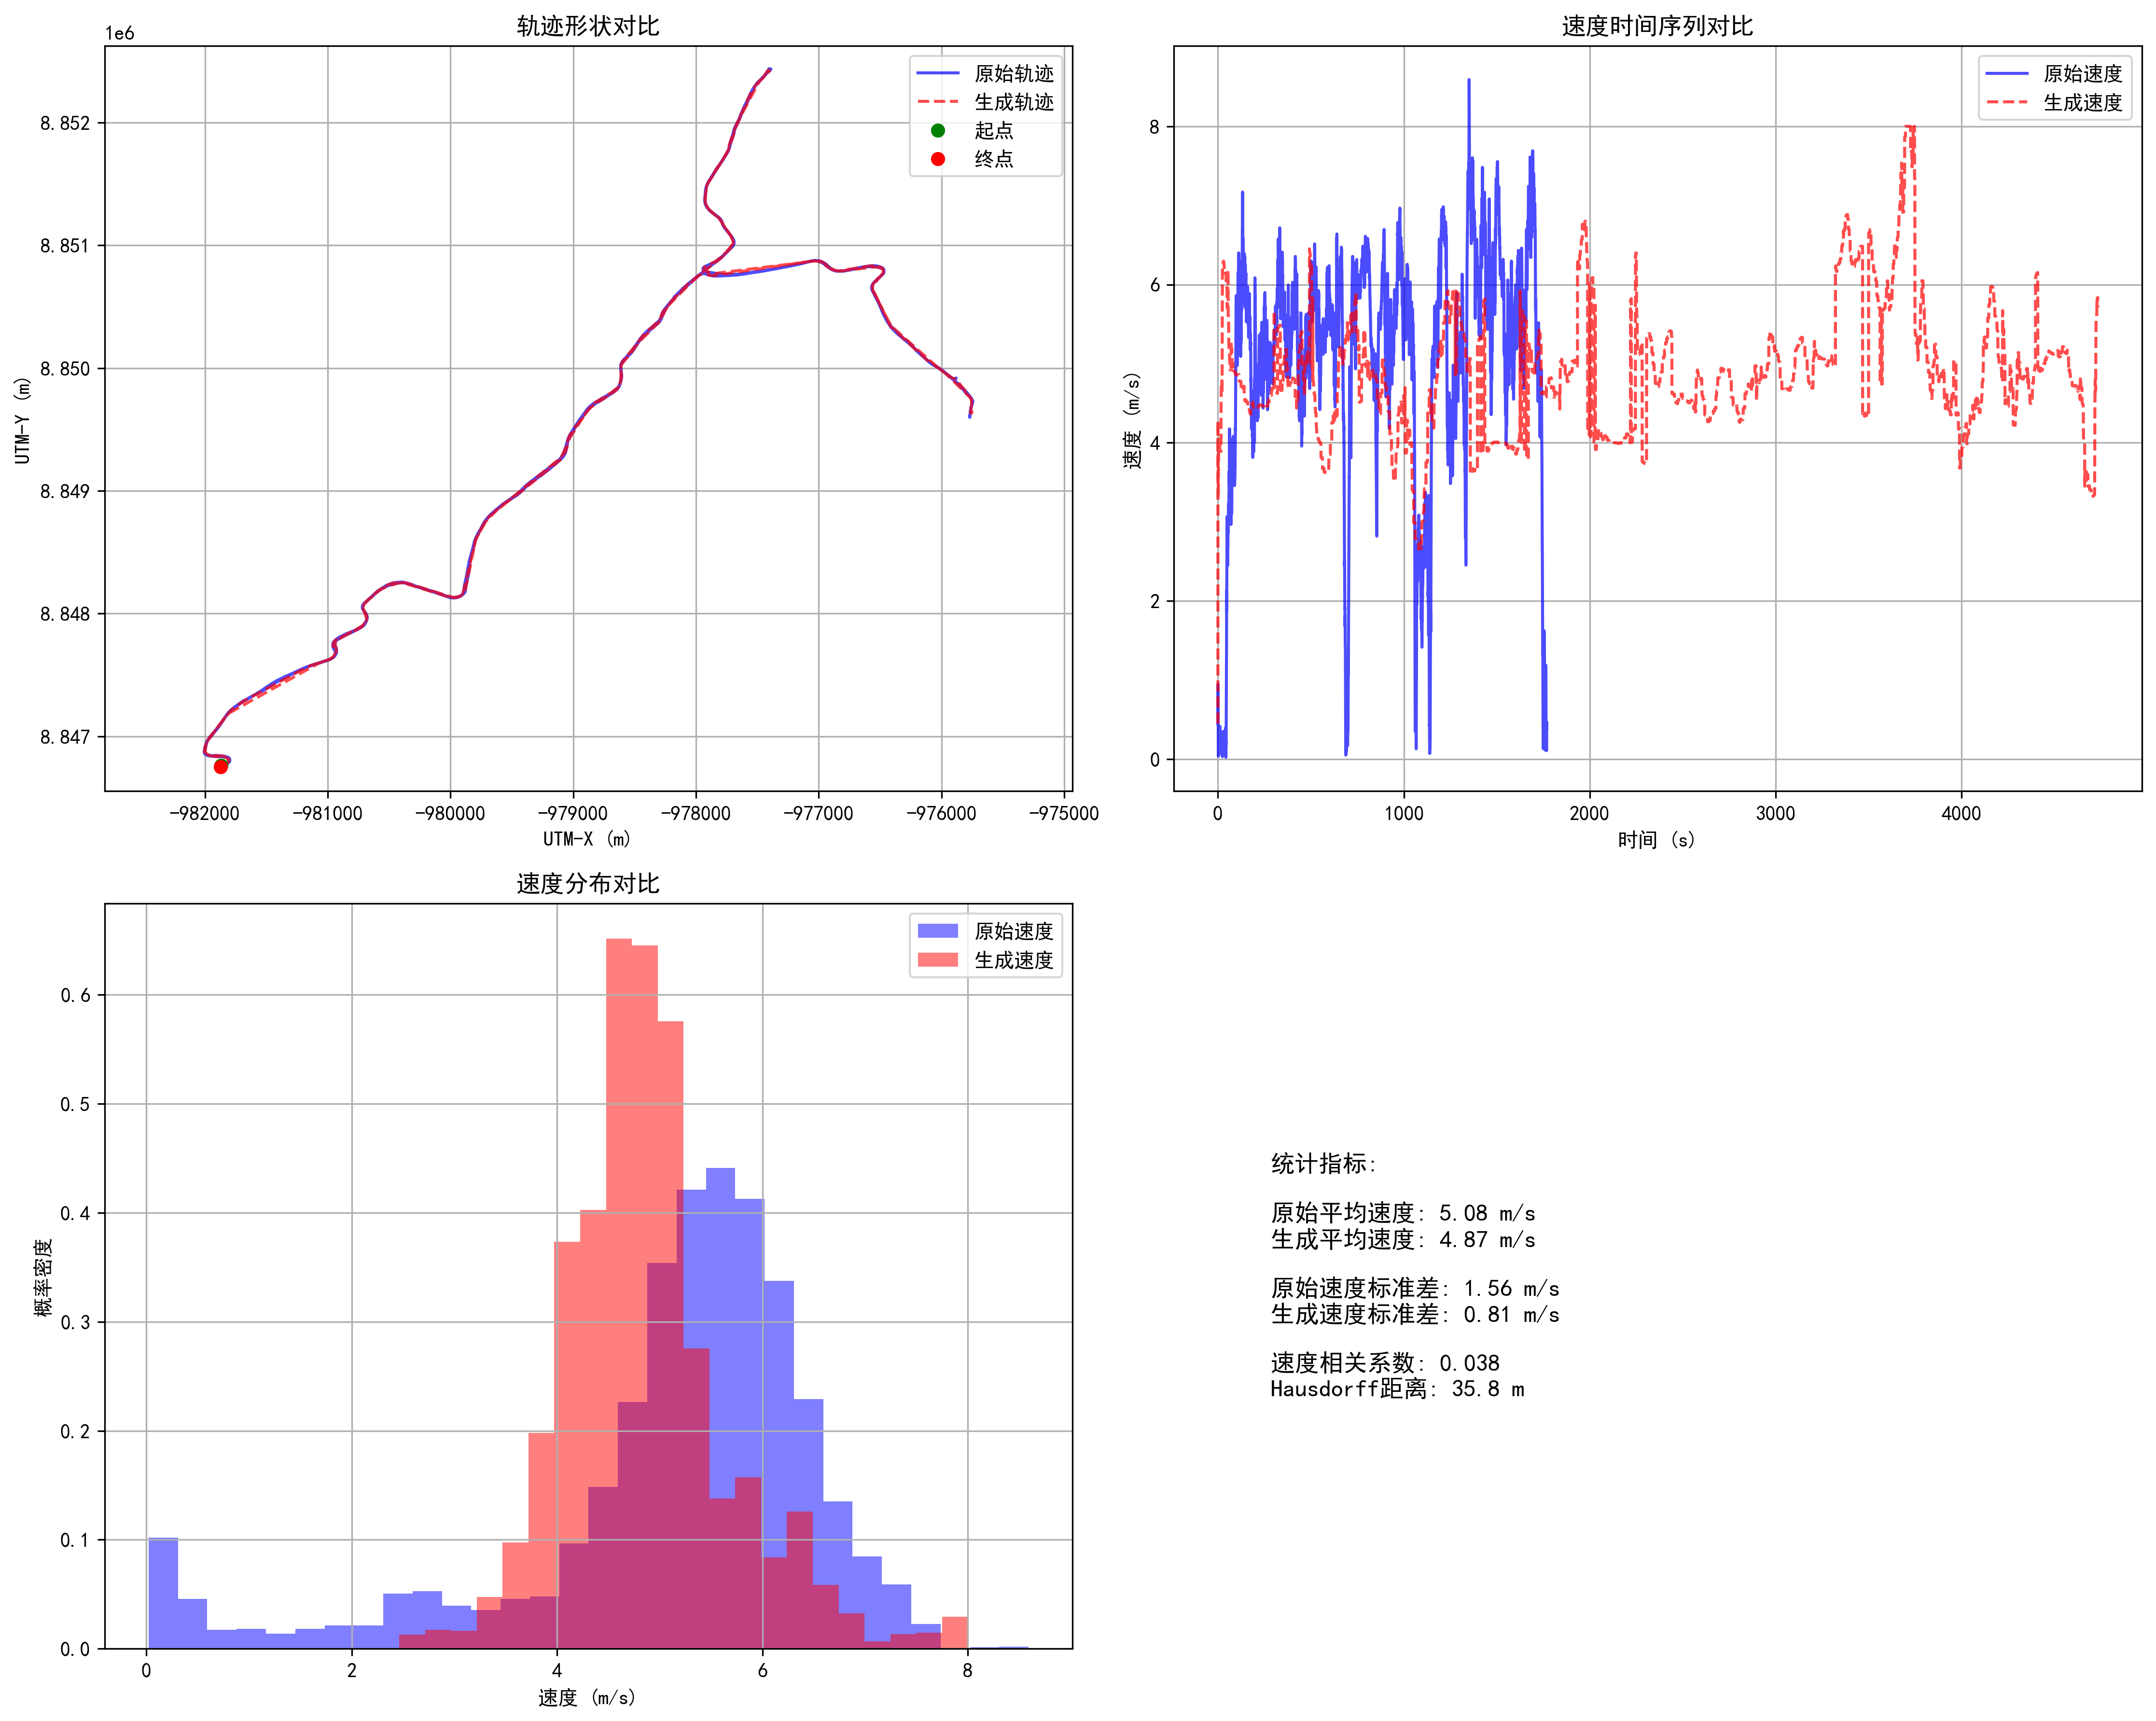 轨迹形状对比
1e6
8.852
8.851
8.850
8.849
8.848
8.847
UTM-Y (m)
−982000 −981000 −980000 −979000 −978000 −977000 −976000 −975000
UTM-X (m)
原始轨迹
生成轨迹
起点
终点
速度时间序列对比
8
6
4
2
0
速度 (m/s)
0 1000 2000 3000 4000
时间 (s)
原始速度
生成速度
速度分布对比
0.6
0.5
0.4
0.3
0.2
0.1
0.0
概率密度
0 2 4 6 8
速度 (m/s)
原始速度
生成速度
统计指标:
原始平均速度: 5.08 m/s
生成平均速度: 4.87 m/s
原始速度标准差: 1.56 m/s
生成速度标准差: 0.81 m/s
速度相关系数: 0.038
Hausdorff距离: 35.8 m